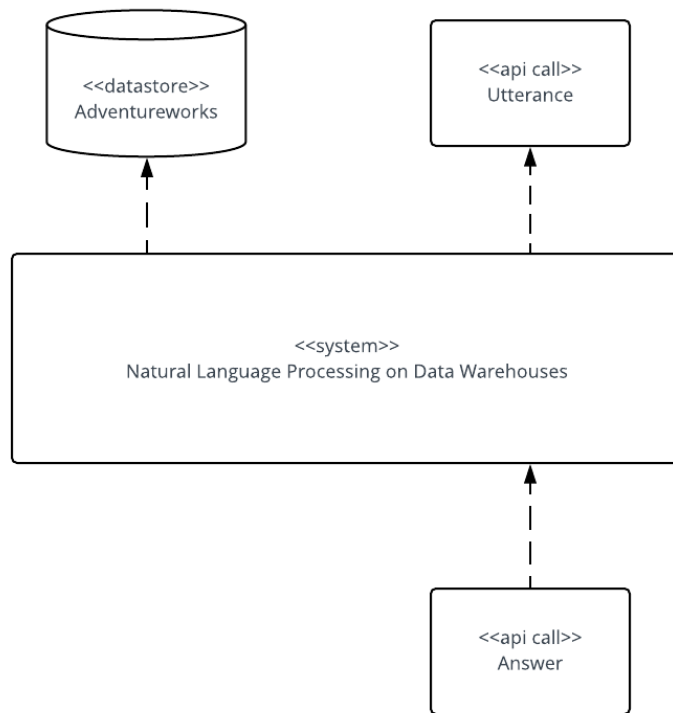 <<datastore>>
Adventureworks
<<api call>>
Utterance
<<system>>
Natural Language Processing on Data Warehouses
<<api call>>
Answer